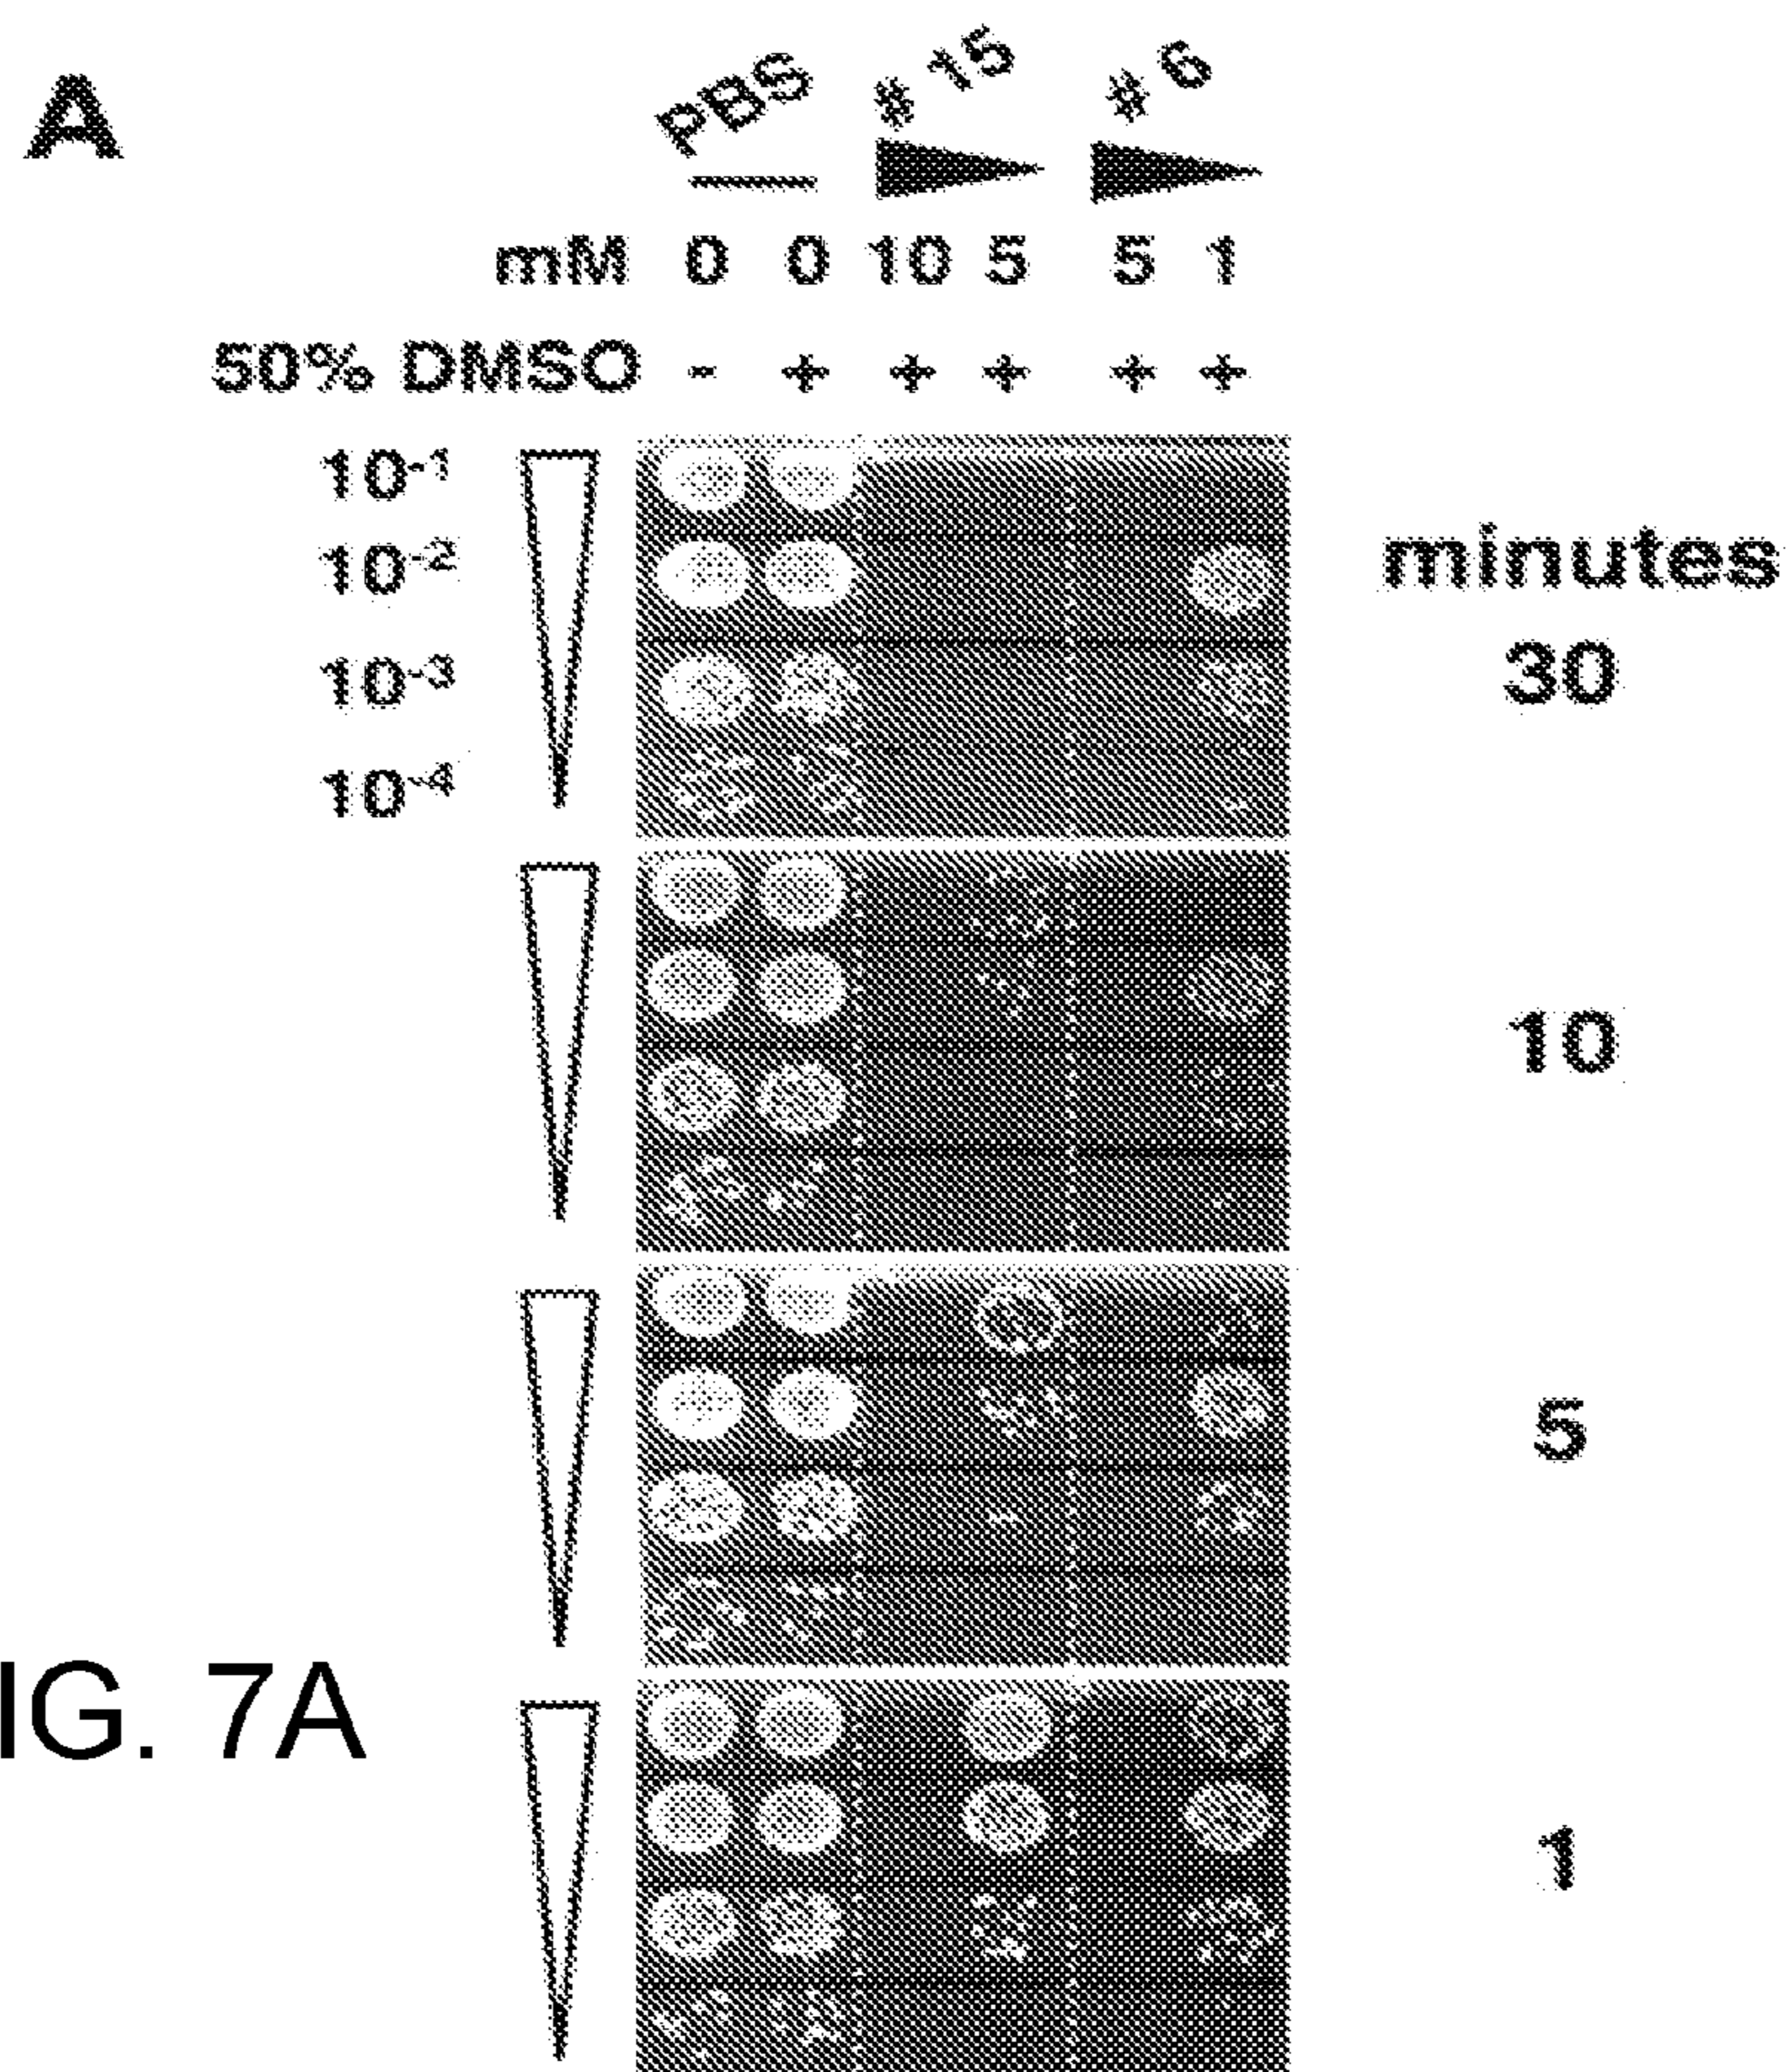 A
PBS # 15 # 6
mM 0 0 10 5 5 1
50% DMSO - + + + + +
10-1
10-2
minutes
10-3
30
10-4
10
5
IG. 7A
1